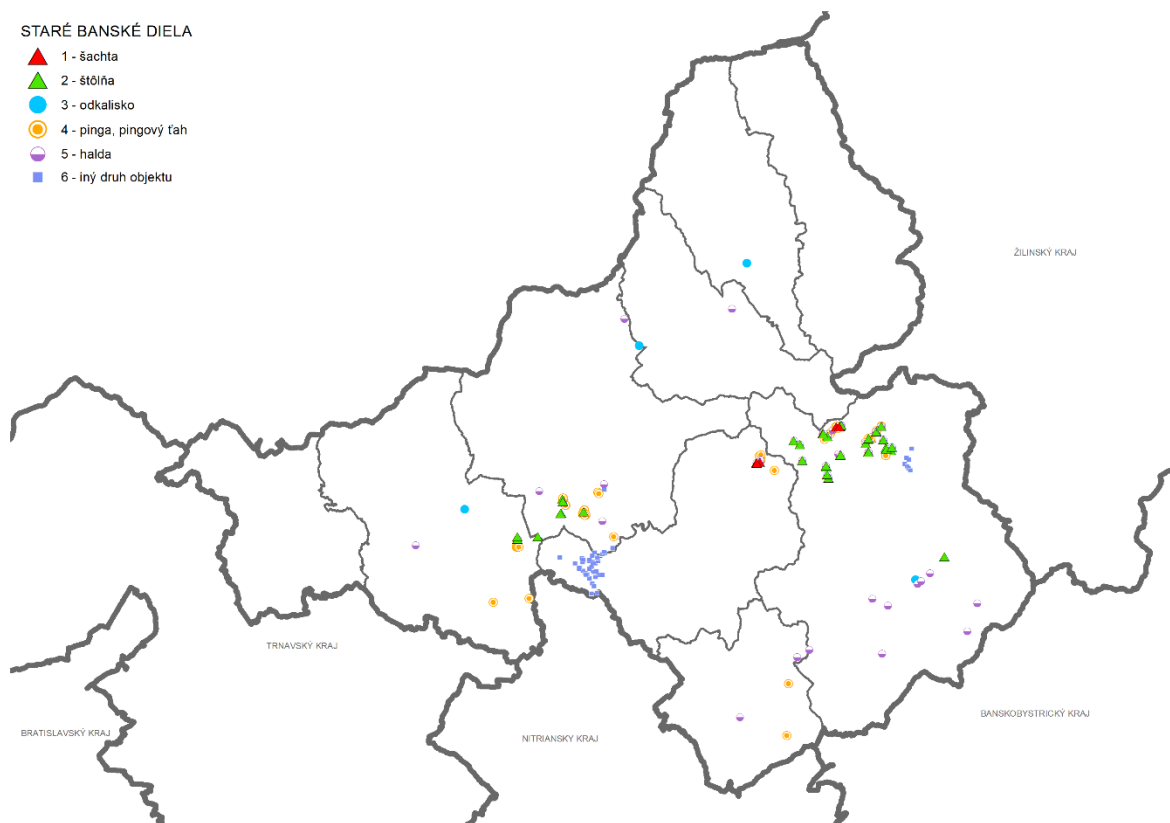 STARÉ BANSKÉ DIELA
1 - šachta
2 - štôlňa
3 - odkalisko
4 - pinga, pingový ťah
5 - halda
6 - iný druh objektu
ŽILINSKÝ KRAJ
TRNAVSKÝ KRAJ
BANSKOBYSTRICKÝ KRAJ
BRATISLAVSKÝ KRAJ
NITRIANSKY KRAJ